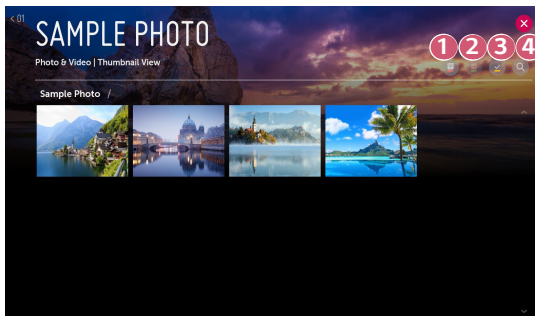 < 01
SAMPLE PHOTO
1 2 3 4
Photo & Video | Thumbnail View
Sample Photo /